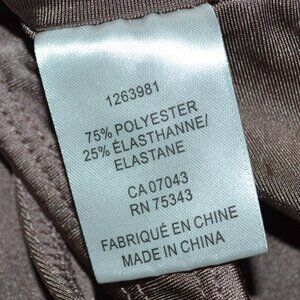 1263981
75% POLYESTER
25% ÉLASTHANNE/
ELASTANE
CA 07043
RN 75343
FABRIQUÉ EN CHINE
MADE IN CHINA